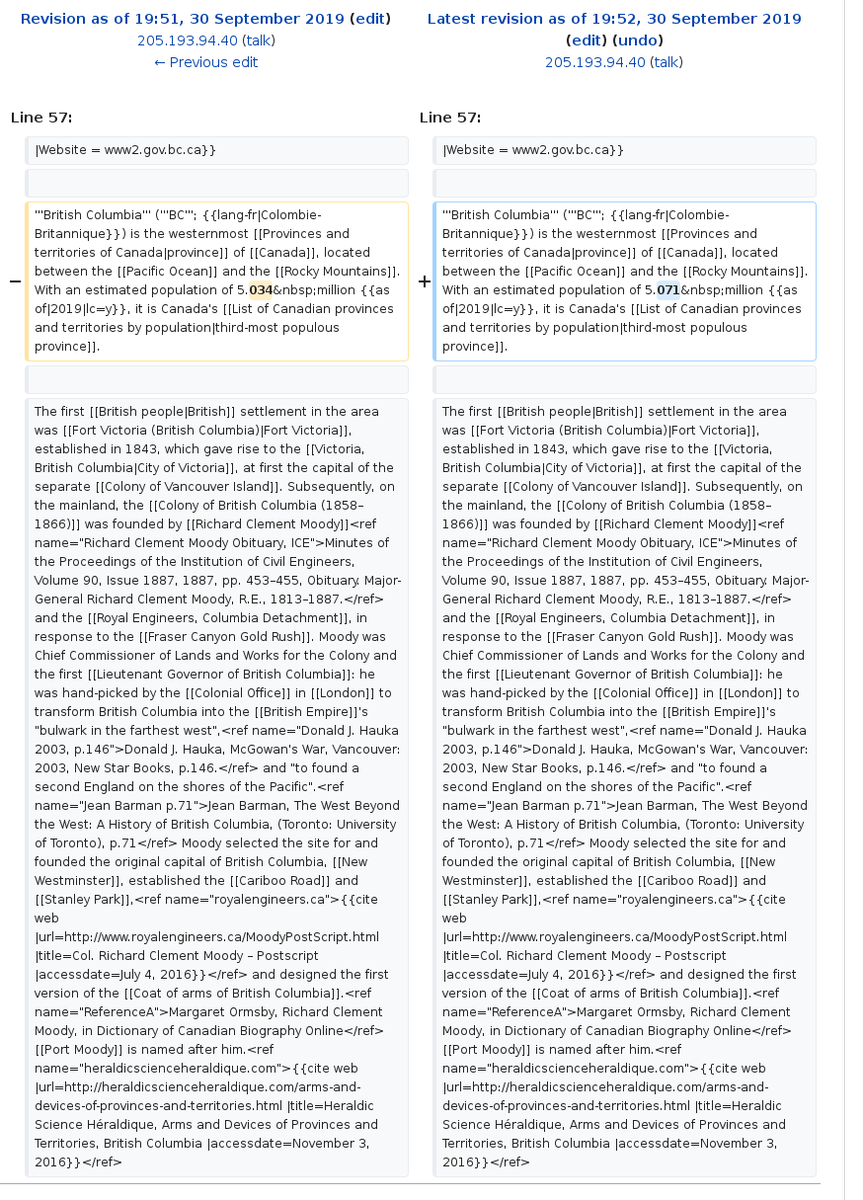 Revision as of 19:51, 30 September 2019 (edit)
205.193.94.40 (talk)
← Previous edit
Latest revision as of 19:52, 30 September 2019
(edit) (undo)
205.193.94.40 (talk)
Line 57:
Line 57:
|Website = www2.gov.bc.ca}}
|Website = www2.gov.bc.ca}}
−
'''British Columbia''' ('''BC'''; {{lang-fr|Colombie-
Britannique}}) is the westernmost [[Provinces and
territories of Canada|province]] of [[Canada]], located
between the [[Pacific Ocean]] and the [[Rocky Mountains]].
With an estimated population of 5.034&nbsp;million {{as
of|2019|lc=y}}, it is Canada's [[List of Canadian provinces
and territories by population|third-most populous
province]].
+
'''British Columbia''' ('''BC'''; {{lang-fr|Colombie-
Britannique}}) is the westernmost [[Provinces and
territories of Canada|province]] of [[Canada]], located
between the [[Pacific Ocean]] and the [[Rocky Mountains]].
With an estimated population of 5.071&nbsp;million {{as
of|2019|lc=y}}, it is Canada's [[List of Canadian provinces
and territories by population|third-most populous
province]].
The first [[British people|British]] settlement in the area
was [[Fort Victoria (British Columbia)|Fort Victoria]],
established in 1843, which gave rise to the [[Victoria,
British Columbia|City of Victoria]], at first the capital of the
separate [[Colony of Vancouver Island]]. Subsequently, on
the mainland, the [[Colony of British Columbia (1858–
1866)]] was founded by [[Richard Clement Moody]]<ref
name="Richard Clement Moody Obituary, ICE">Minutes of
the Proceedings of the Institution of Civil Engineers,
Volume 90, Issue 1887, 1887, pp. 453–455, Obituary. Major-
General Richard Clement Moody, R.E., 1813–1887.</ref>
and the [[Royal Engineers, Columbia Detachment]], in
response to the [[Fraser Canyon Gold Rush]]. Moody was
Chief Commissioner of Lands and Works for the Colony and
the first [[Lieutenant Governor of British Columbia]]: he
was hand-picked by the [[Colonial Office]] in [[London]] to
transform British Columbia into the [[British Empire]]'s
"bulwark in the farthest west",<ref name="Donald J. Hauka
2003, p.146">Donald J. Hauka, McGowan's War, Vancouver:
2003, New Star Books, p.146.</ref> and "to found a
second England on the shores of the Pacific".<ref
name="Jean Barman p.71">Jean Barman, The West Beyond
the West: A History of British Columbia, (Toronto: University
of Toronto), p.71</ref> Moody selected the site for and
founded the original capital of British Columbia, [[New
Westminster]], established the [[Cariboo Road]] and
[[Stanley Park]],<ref name="royalengineers.ca">{{cite
web
|url=http://www.royalengineers.ca/MoodyPostScript.html
|title=Col. Richard Clement Moody – Postscript
|accessdate=July 4, 2016}}</ref> and designed the first
version of the [[Coat of arms of British Columbia]].<ref
name="ReferenceA">Margaret Ormsby, Richard Clement
Moody, in Dictionary of Canadian Biography Online</ref>
[[Port Moody]] is named after him.<ref
name="heraldicscienceheraldique.com">{{cite web
|url=http://heraldicscienceheraldique.com/arms-and-
devices-of-provinces-and-territories.html |title=Heraldic
Science Héraldique, Arms and Devices of Provinces and
Territories, British Columbia |accessdate=November 3,
2016}}</ref>
The first [[British people|British]] settlement in the area
was [[Fort Victoria (British Columbia)|Fort Victoria]],
established in 1843, which gave rise to the [[Victoria,
British Columbia|City of Victoria]], at first the capital of the
separate [[Colony of Vancouver Island]]. Subsequently, on
the mainland, the [[Colony of British Columbia (1858–
1866)]] was founded by [[Richard Clement Moody]]<ref
name="Richard Clement Moody Obituary, ICE">Minutes of
the Proceedings of the Institution of Civil Engineers,
Volume 90, Issue 1887, 1887, pp. 453–455, Obituary. Major-
General Richard Clement Moody, R.E., 1813–1887.</ref>
and the [[Royal Engineers, Columbia Detachment]], in
response to the [[Fraser Canyon Gold Rush]]. Moody was
Chief Commissioner of Lands and Works for the Colony and
the first [[Lieutenant Governor of British Columbia]]: he
was hand-picked by the [[Colonial Office]] in [[London]] to
transform British Columbia into the [[British Empire]]'s
"bulwark in the farthest west",<ref name="Donald J. Hauka
2003, p.146">Donald J. Hauka, McGowan's War, Vancouver:
2003, New Star Books, p.146.</ref> and "to found a
second England on the shores of the Pacific".<ref
name="Jean Barman p.71">Jean Barman, The West Beyond
the West: A History of British Columbia, (Toronto: University
of Toronto), p.71</ref> Moody selected the site for and
founded the original capital of British Columbia, [[New
Westminster]], established the [[Cariboo Road]] and
[[Stanley Park]],<ref name="royalengineers.ca">{{cite
web
|url=http://www.royalengineers.ca/MoodyPostScript.html
|title=Col. Richard Clement Moody – Postscript
|accessdate=July 4, 2016}}</ref> and designed the first
version of the [[Coat of arms of British Columbia]].<ref
name="ReferenceA">Margaret Ormsby, Richard Clement
Moody, in Dictionary of Canadian Biography Online</ref>
[[Port Moody]] is named after him.<ref
name="heraldicscienceheraldique.com">{{cite web
|url=http://heraldicscienceheraldique.com/arms-and-
devices-of-provinces-and-territories.html |title=Heraldic
Science Héraldique, Arms and Devices of Provinces and
Territories, British Columbia |accessdate=November 3,
2016}}</ref>